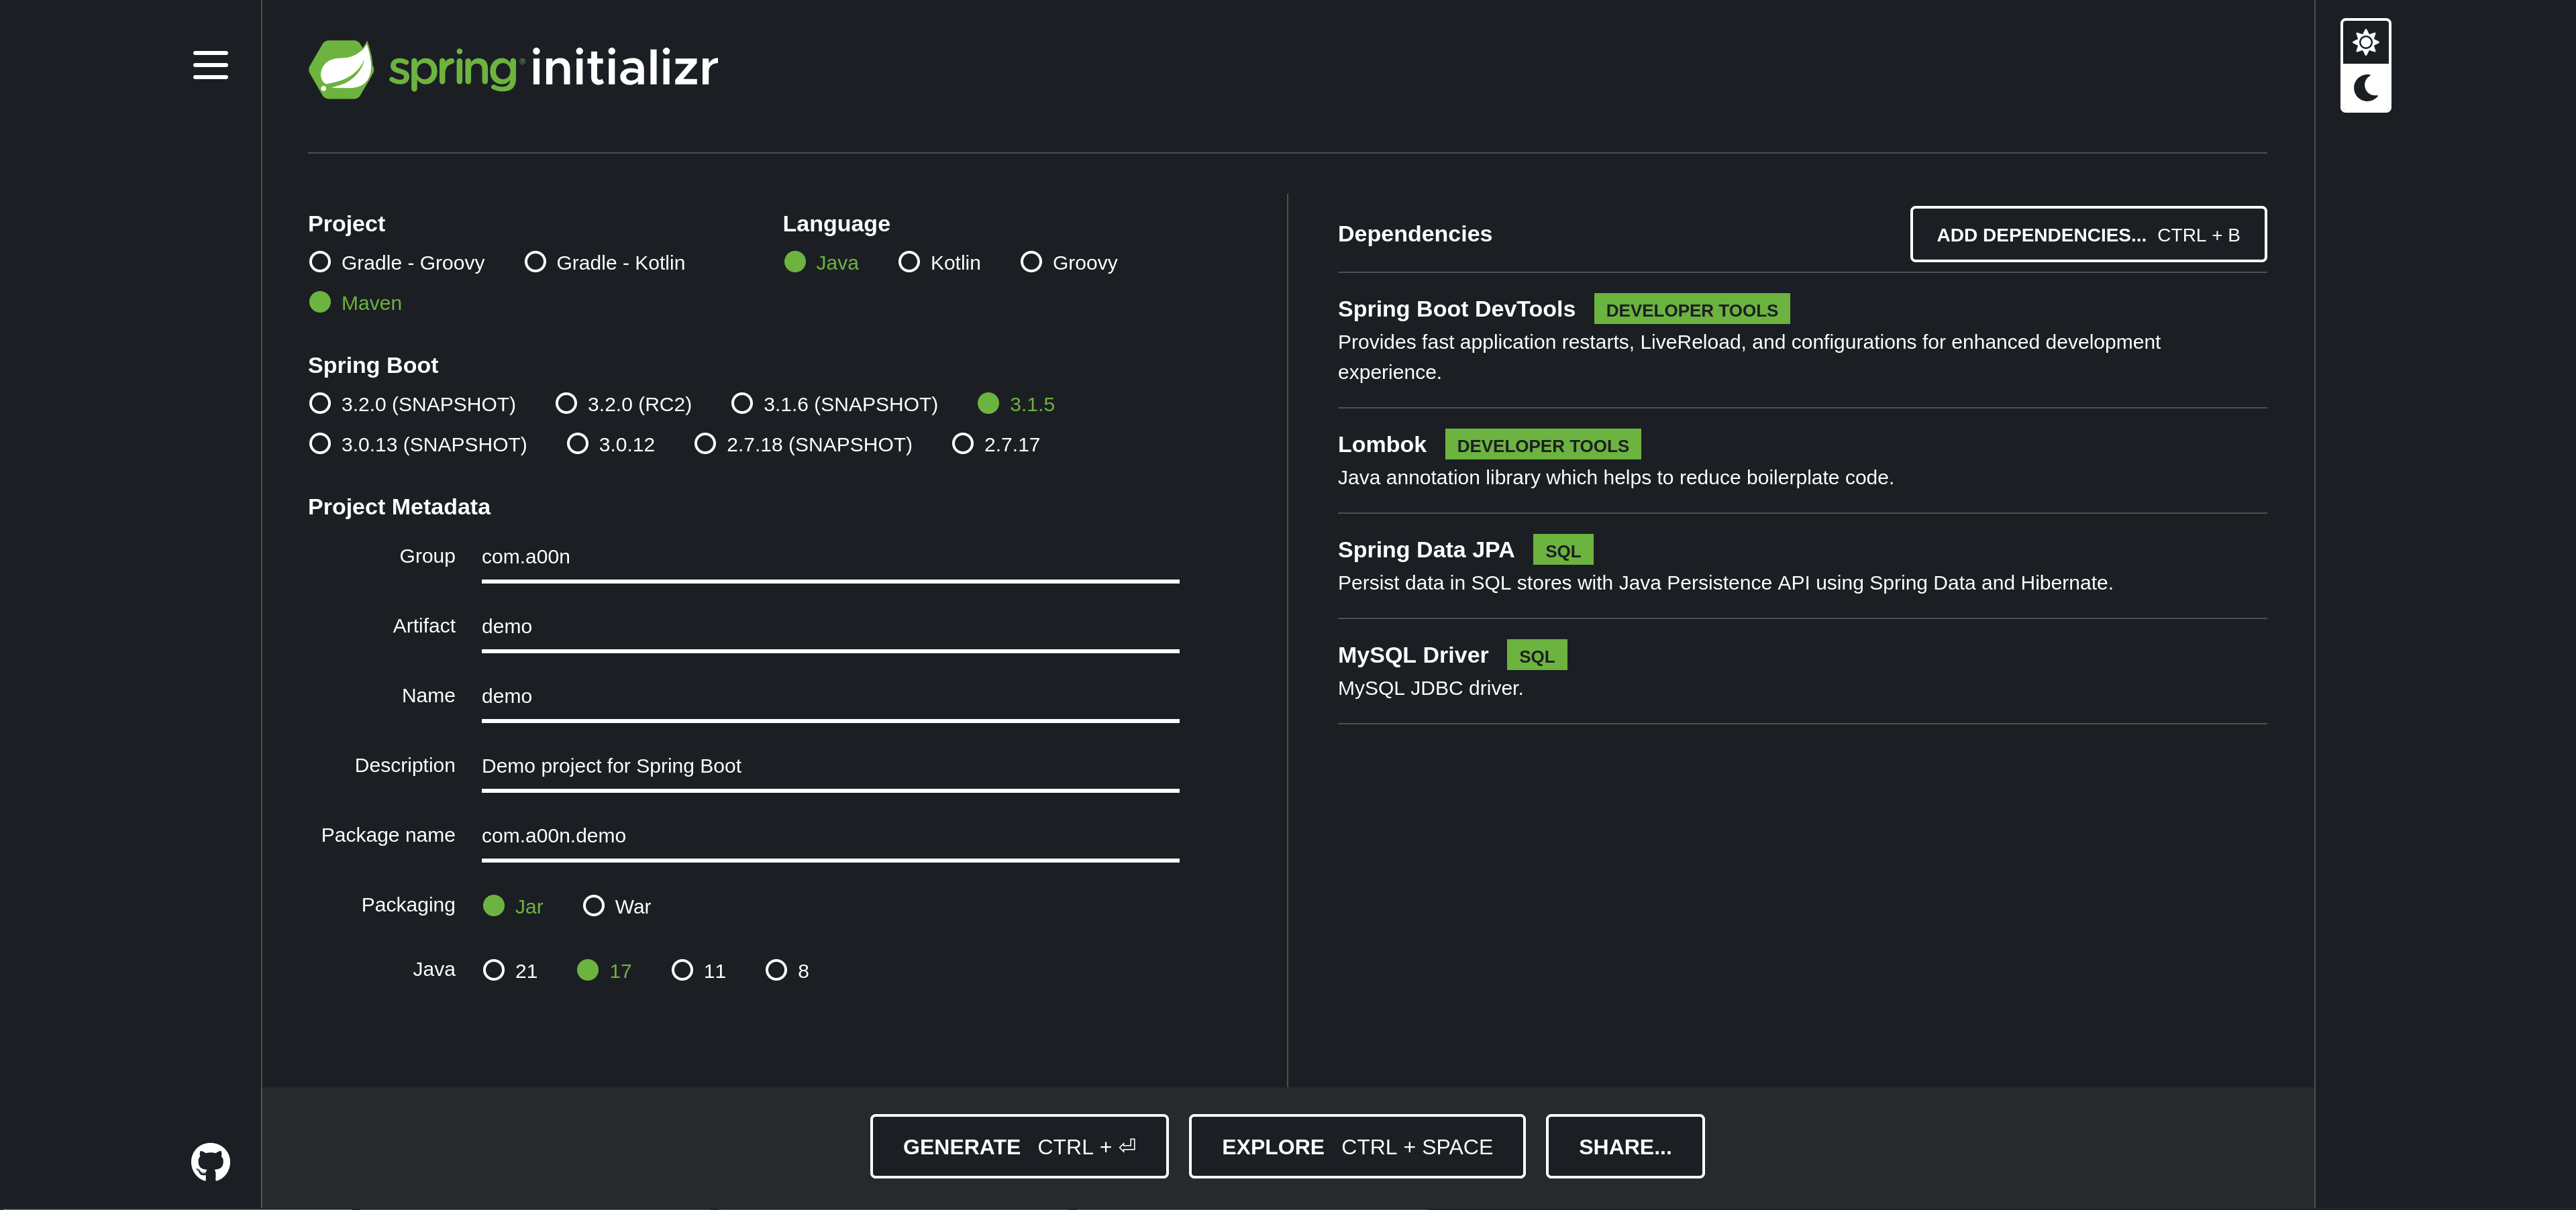 spring® initializr
Project
Gradle - Groovy Gradle - Kotlin
Maven
Language
Java Kotlin Groovy
Spring Boot
3.2.0 (SNAPSHOT) 3.2.0 (RC2) 3.1.6 (SNAPSHOT) 3.1.5
3.0.13 (SNAPSHOT) 3.0.12 2.7.18 (SNAPSHOT) 2.7.17
Project Metadata
Group com.a00n
Artifact demo
Name demo
Description Demo project for Spring Boot
Package name com.a00n.demo
Packaging Jar War
Java 21 17 11 8
Dependencies ADD DEPENDENCIES... CTRL + B
Spring Boot DevTools DEVELOPER TOOLS
Provides fast application restarts, LiveReload, and configurations for enhanced development
experience.
Lombok DEVELOPER TOOLS
Java annotation library which helps to reduce boilerplate code.
Spring Data JPA SQL
Persist data in SQL stores with Java Persistence API using Spring Data and Hibernate.
MySQL Driver SQL
MySQL JDBC driver.
GENERATE CTRL + ⏎ EXPLORE CTRL + SPACE SHARE...